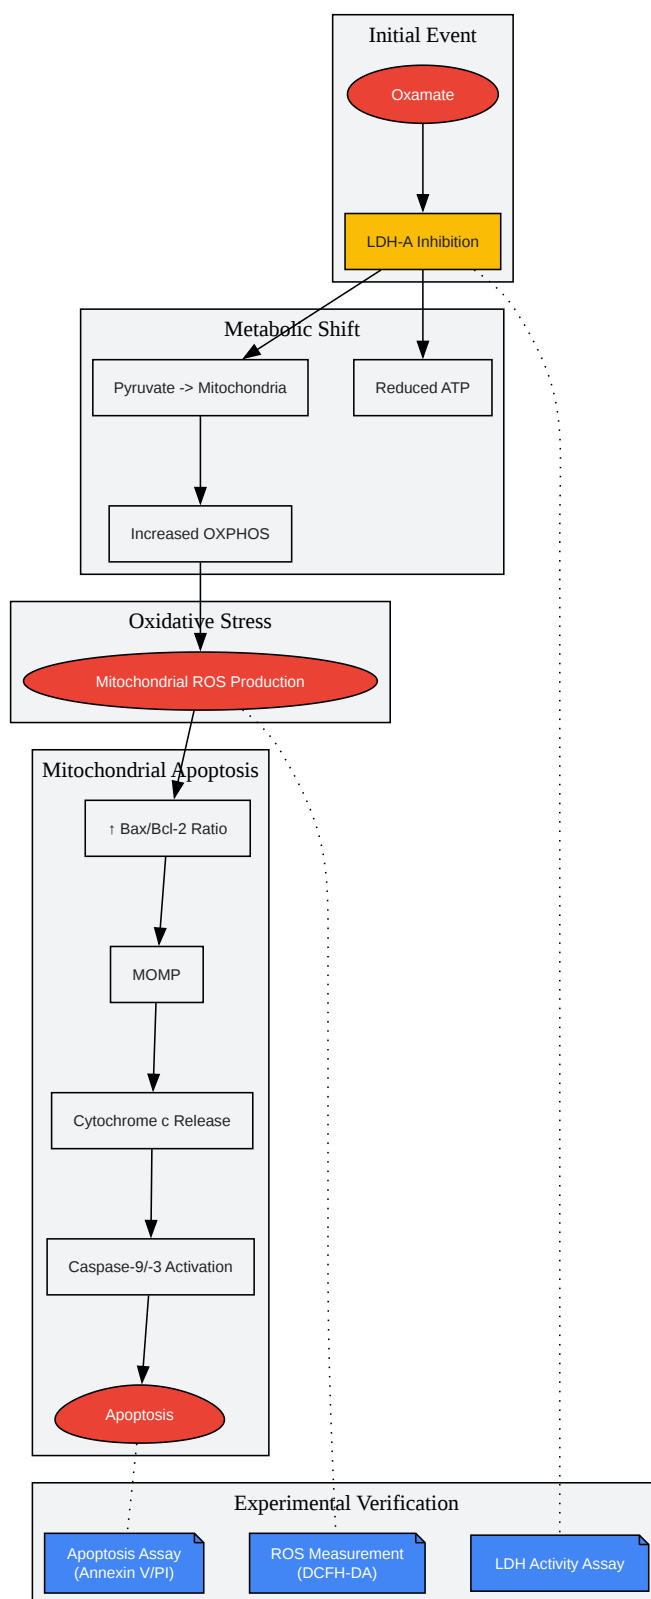 Initial Event
Oxamate
LDH-A Inhibition
Metabolic Shift
Pyruvate -> Mitochondria
Reduced ATP
Increased OXPHOS
Oxidative Stress
Mitochondrial ROS Production
Mitochondrial Apoptosis
↑ Bax/Bcl-2 Ratio
MOMP
Cytochrome c Release
Caspase-9/-3 Activation
Apoptosis
Experimental Verification
Apoptosis Assay
(Annexin V/PI)
ROS Measurement
(DCFH-DA)
LDH Activity Assay